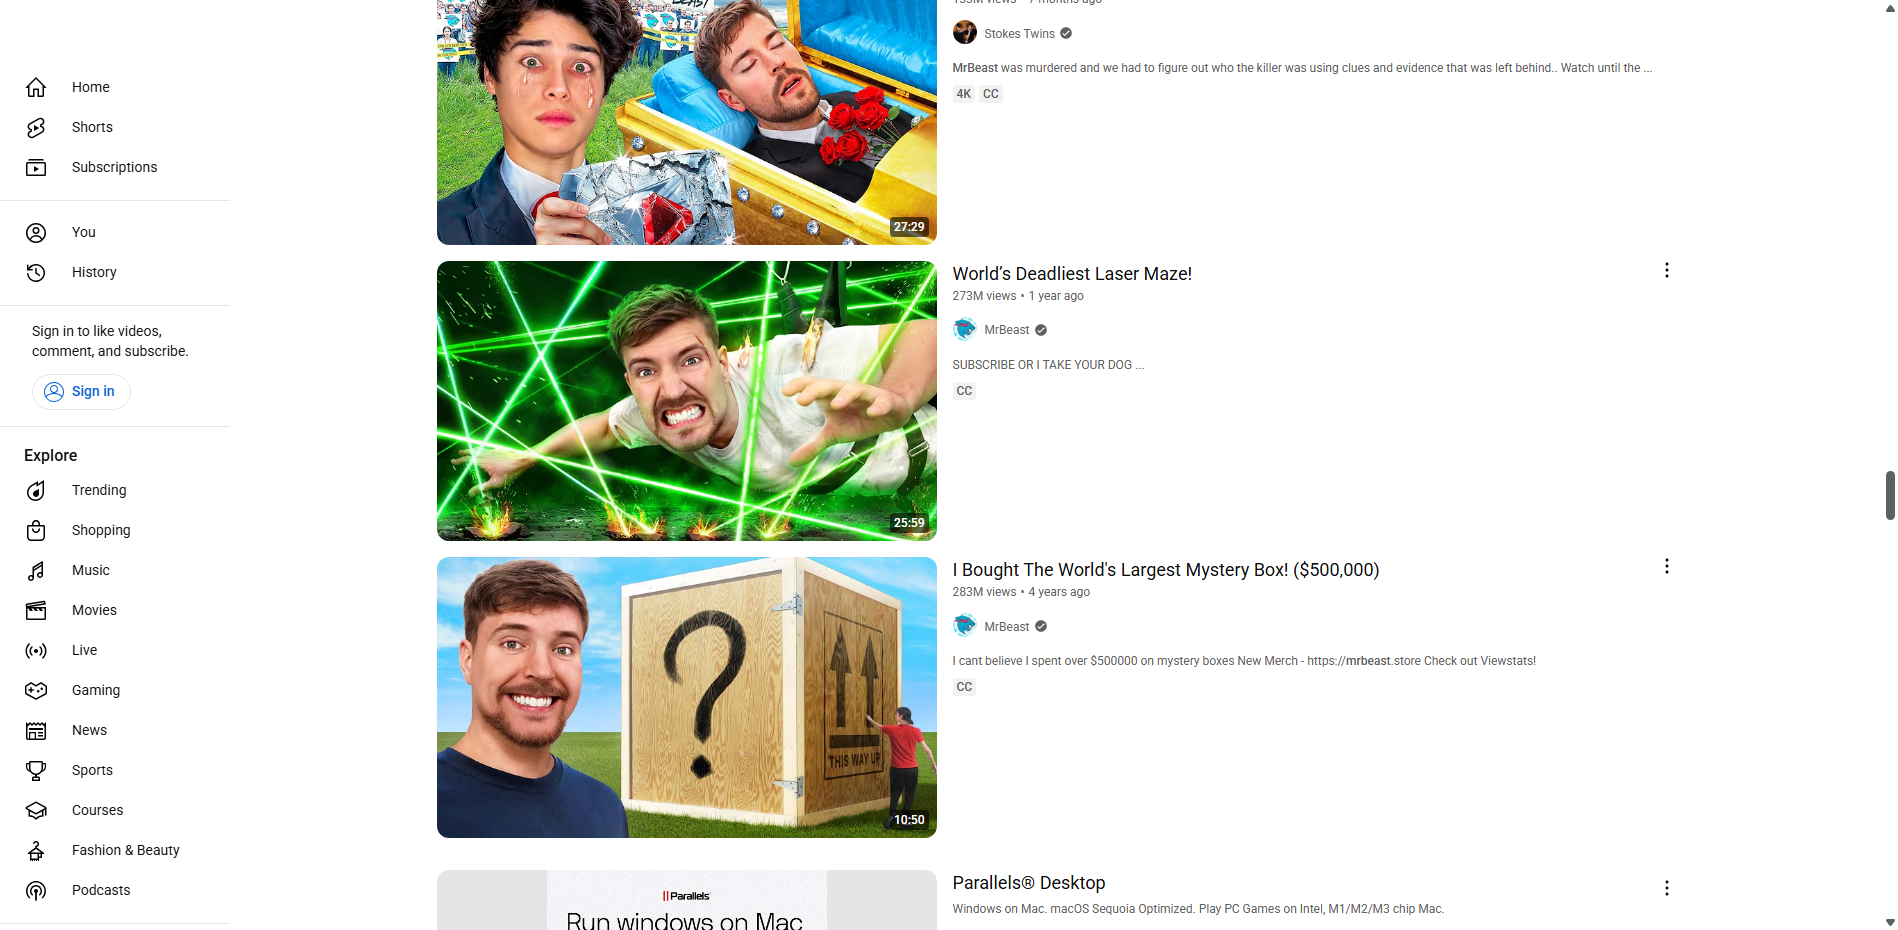 Home
Shorts
Subscriptions
You
History
Sign in to like videos,
comment, and subscribe.
Sign in
Explore
Trending
Shopping
Music
Movies
Live
Gaming
News
Sports
Courses
Fashion & Beauty
Podcasts
27:29
Stokes Twins
MrBeast was murdered and we had to figure out who the killer was using clues and evidence that was left behind.. Watch until the ...
4K CC
25:59
World’s Deadliest Laser Maze!
273M views • 1 year ago
MrBeast
SUBSCRIBE OR I TAKE YOUR DOG ...
CC
THIS WAY UP
10:50
I Bought The World's Largest Mystery Box! ($500,000)
283M views • 4 years ago
MrBeast
I cant believe I spent over $500000 on mystery boxes New Merch - https://mrbeast.store Check out Viewstats!
CC
Parallels
Run windows on Mac
Parallels® Desktop
Windows on Mac. macOS Sequoia Optimized. Play PC Games on Intel, M1/M2/M3 chip Mac.